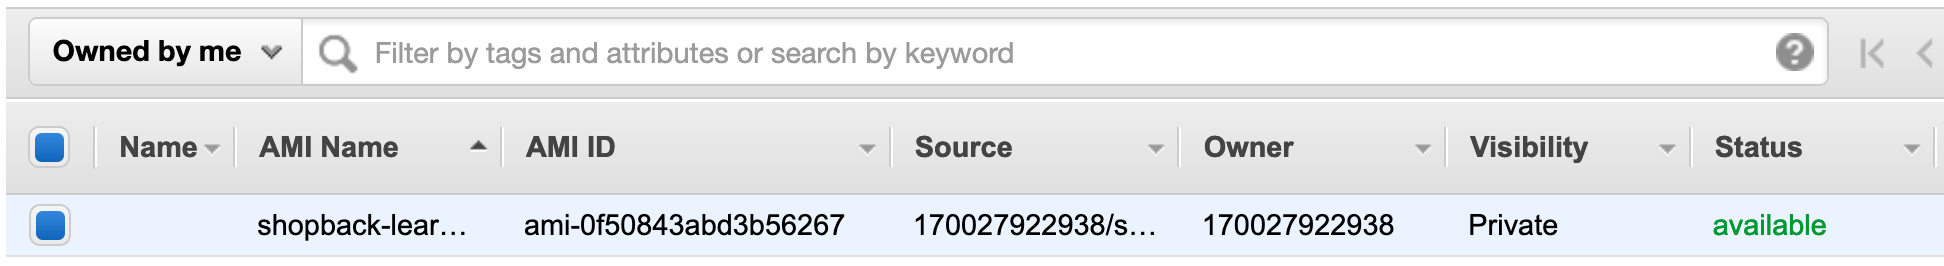 Owned by me Filter by tags and attributes or search by keyword ?
Name AMI Name AMI ID Source Owner Visibility Status
shopback-lear... ami-0f50843abd3b56267 170027922938/s... 170027922938 Private available